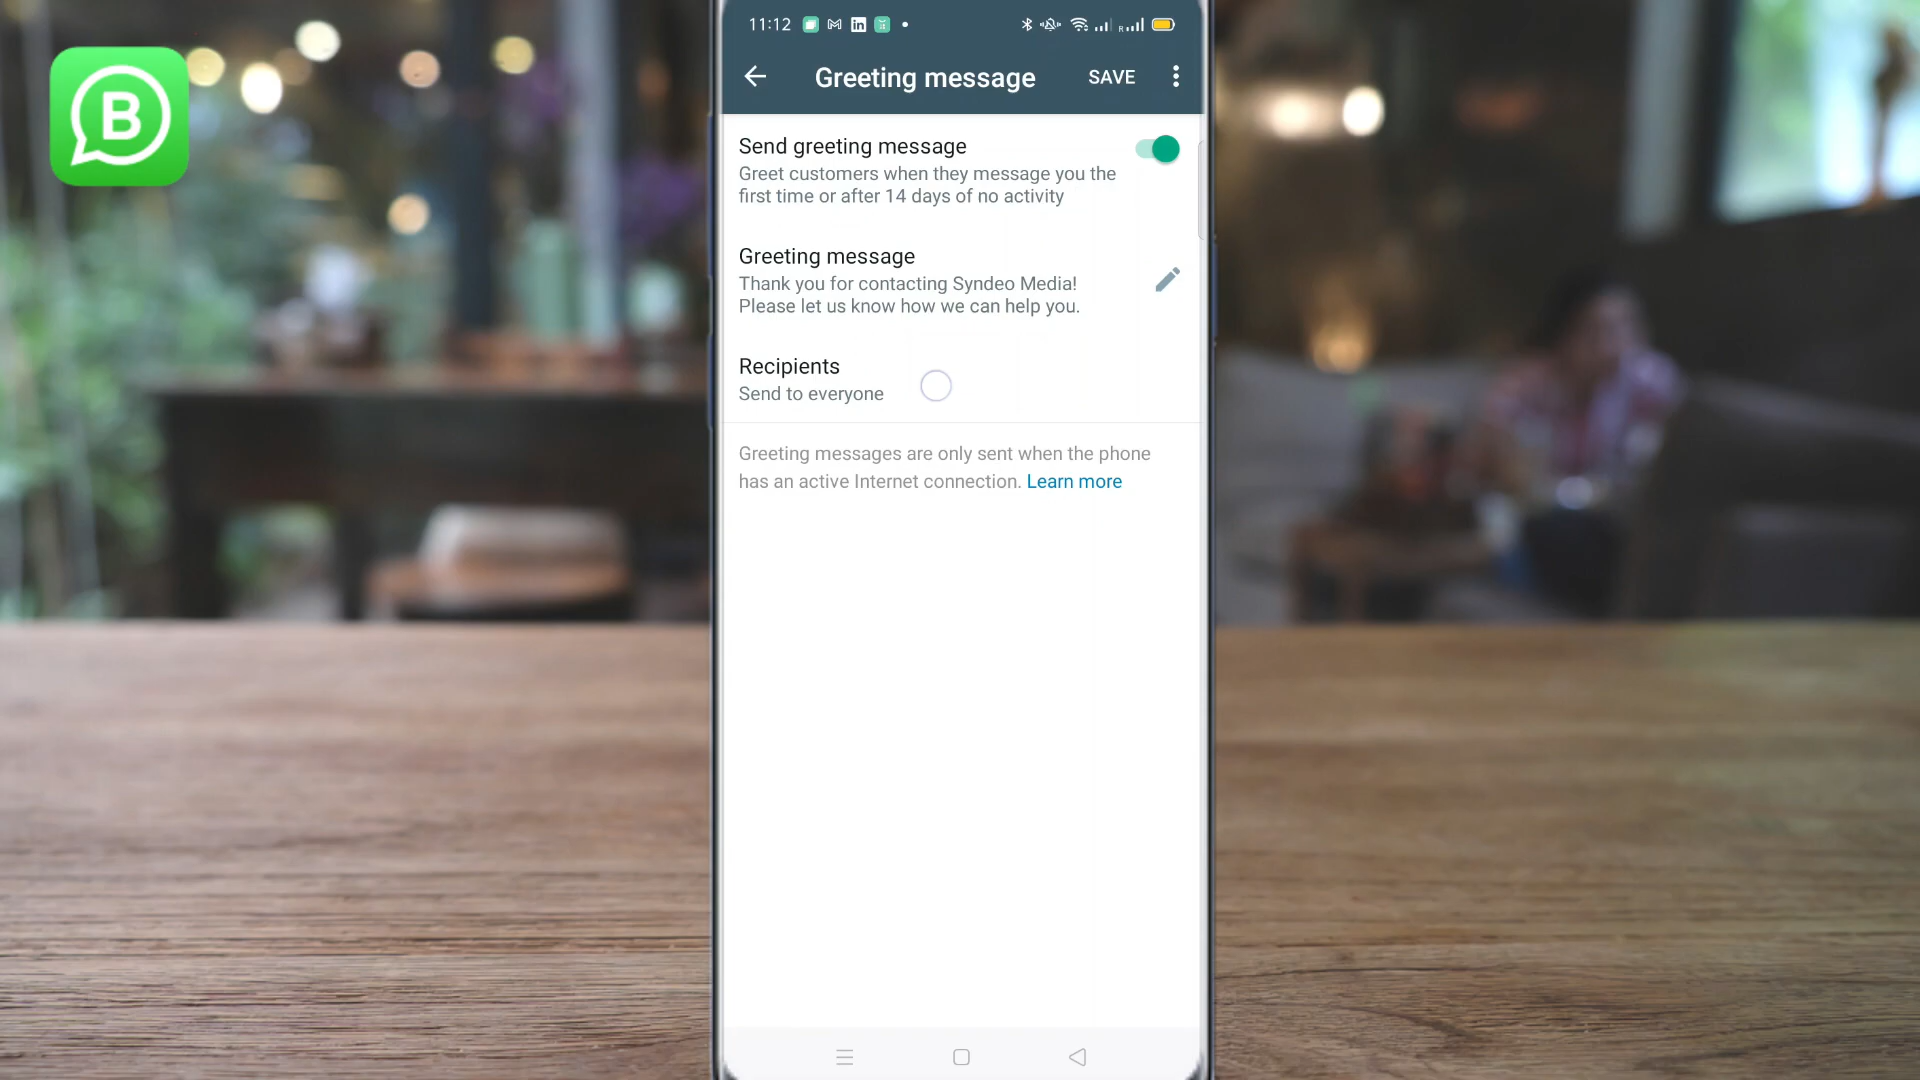 B
11:12
Greeting message
SAVE
Send greeting message
Greet customers when they message you the
first time or after 14 days of no activity
Greeting message
Thank you for contacting Syndeo Media!
Please let us know how we can help you.
Recipients
Send to everyone
Greeting messages are only sent when the phone
has an active Internet connection. Learn more